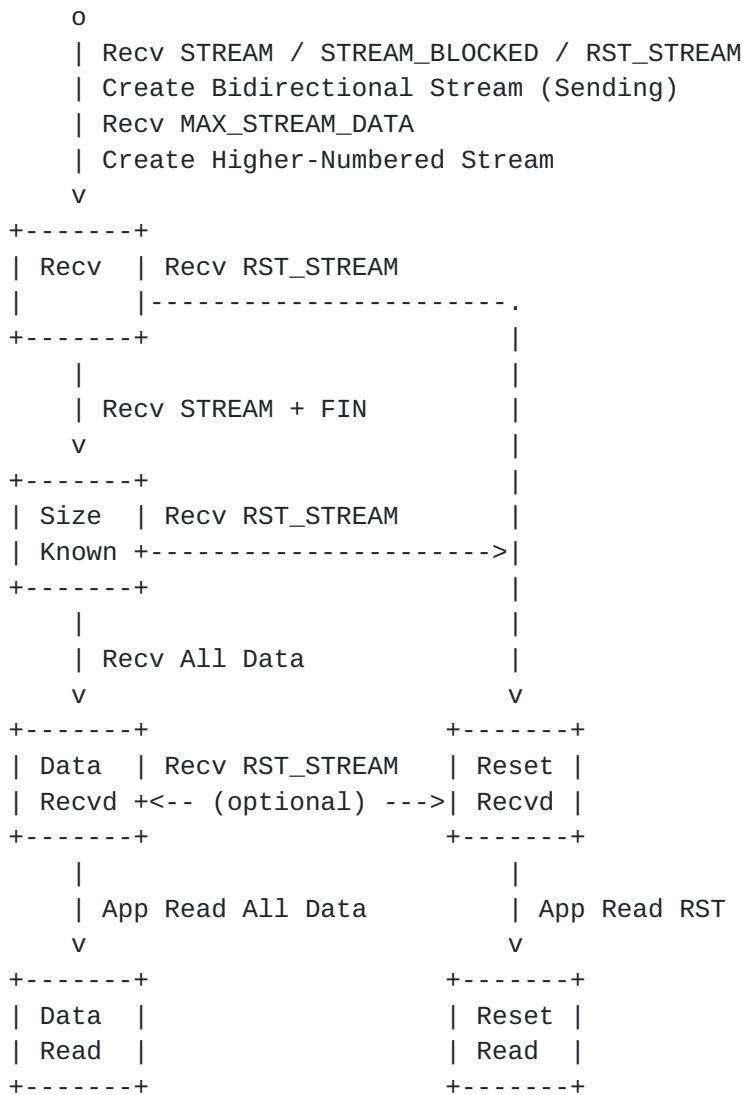 o
| Recv STREAM / STREAM_BLOCKED / RST_STREAM
| Create Bidirectional Stream (Sending)
| Recv MAX_STREAM_DATA
| Create Higher-Numbered Stream
v
+-------+
| Recv  | Recv RST_STREAM
|       |-----------------------.
+-------+                       |
    |                           |
    | Recv STREAM + FIN         |
    v                           |
+-------+                       |
| Size  | Recv RST_STREAM       |
| Known +---------------------->|
+-------+                       |
    |                           |
    | Recv All Data             |
    v                           v
+-------+                   +-------+
| Data  | Recv RST_STREAM   | Reset |
| Recvd +<-- (optional) --->| Recvd |
+-------+                   +-------+
    |                           |
    | App Read All Data         | App Read RST
    v                           v
+-------+                   +-------+
| Data  |                   | Reset |
| Read  |                   | Read  |
+-------+                   +-------+